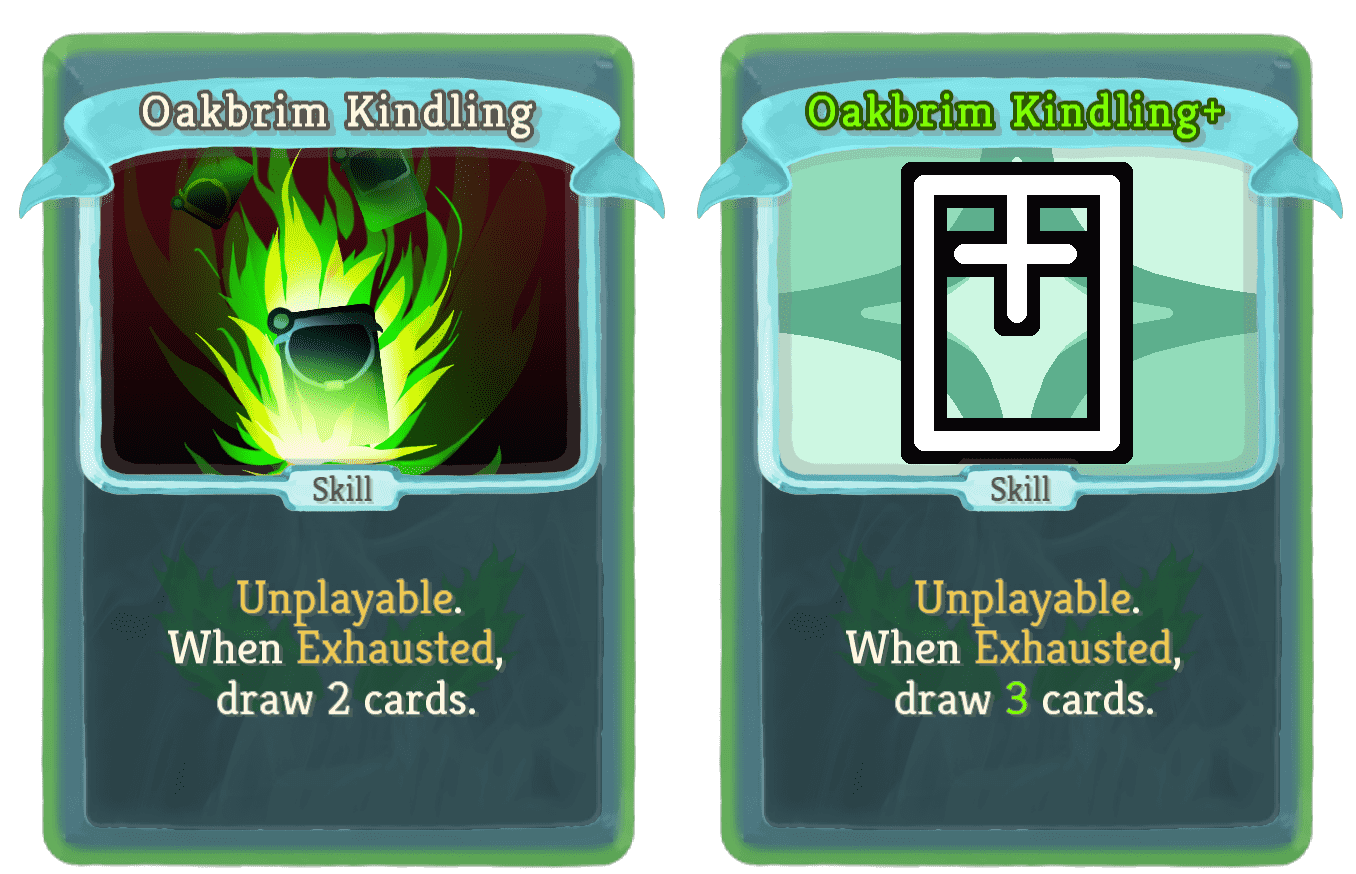 Oakbrim Kindling
Skill
Unplayable.
When Exhausted,
draw 2 cards.
Oakbrim Kindling+
Skill
Unplayable.
When Exhausted,
draw 3 cards.